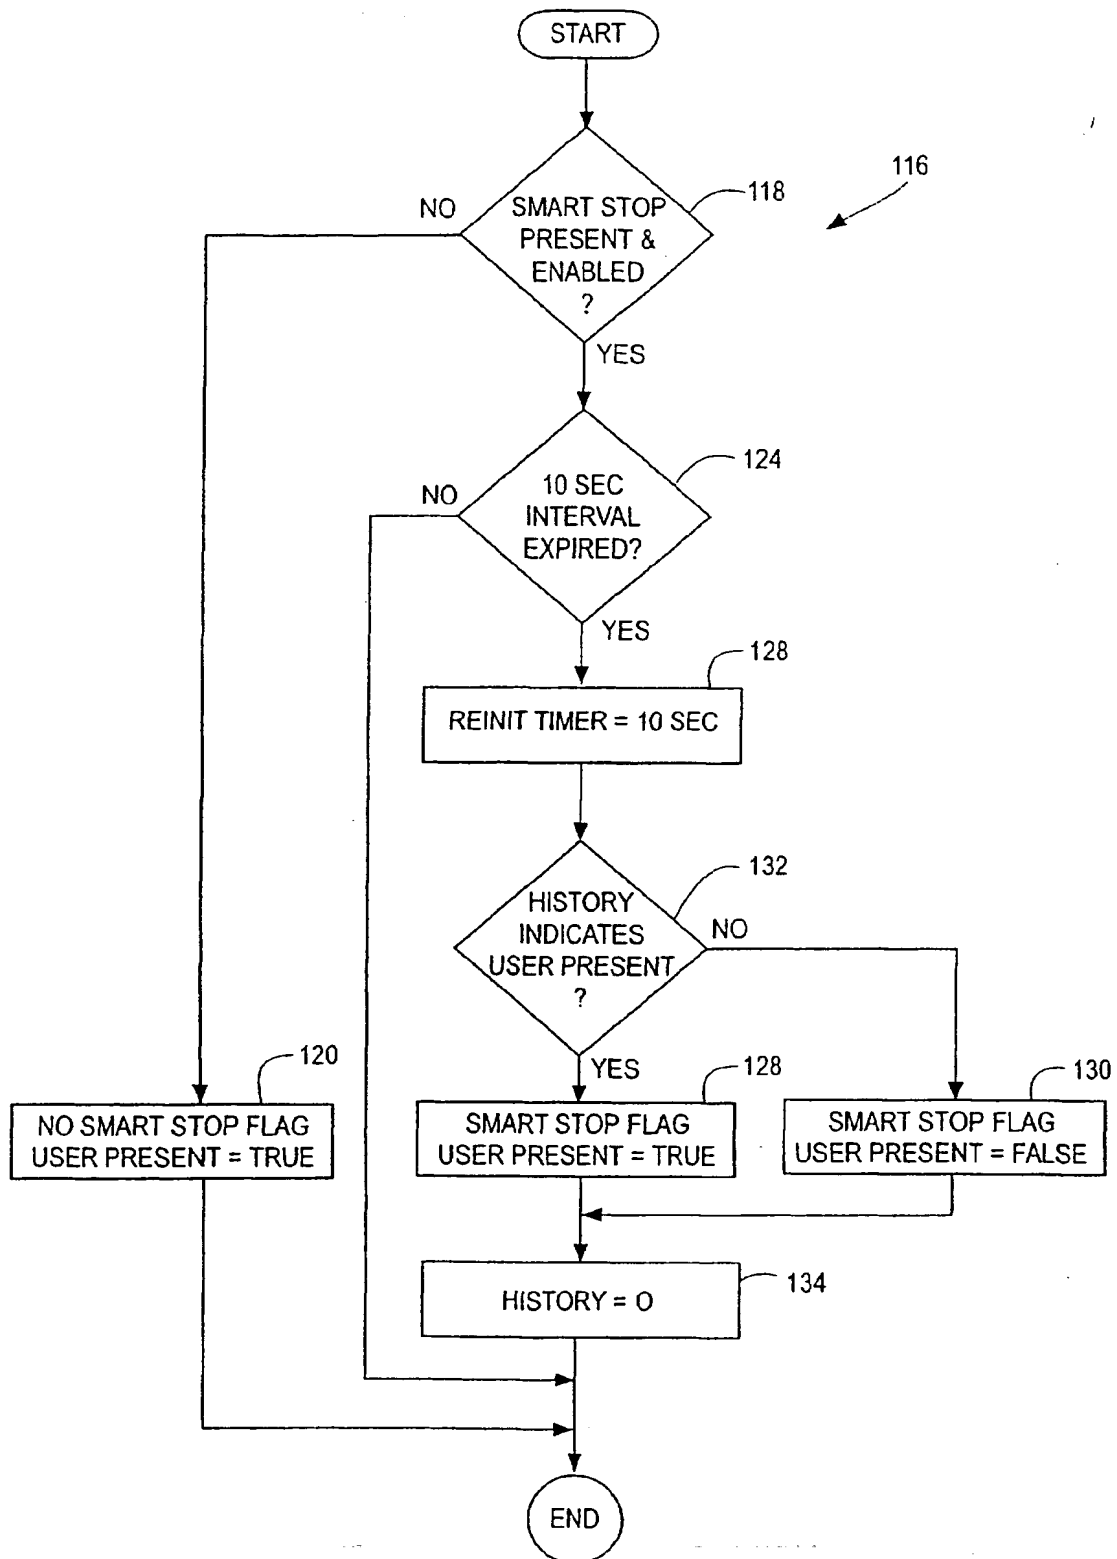 START
116
118
NO
SMART STOP
PRESENT &
ENABLED
?
YES
124
NO
10 SEC
INTERVAL
EXPIRED?
YES
128
REINIT TIMER = 10 SEC
132
HISTORY
INDICATES
USER PRESENT
?
NO
YES
120
NO SMART STOP FLAG
USER PRESENT = TRUE
128
SMART STOP FLAG
USER PRESENT = TRUE
130
SMART STOP FLAG
USER PRESENT = FALSE
134
HISTORY = O
END